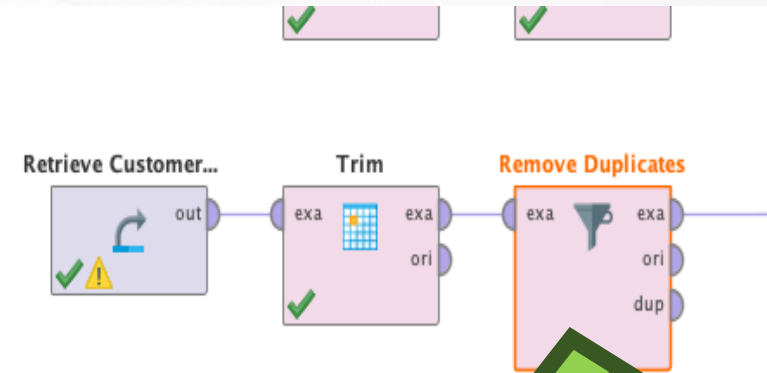 Retrieve Customer...
Trim
Remove Duplicates
out
exa
exa
exa
exa
ori
ori
dup